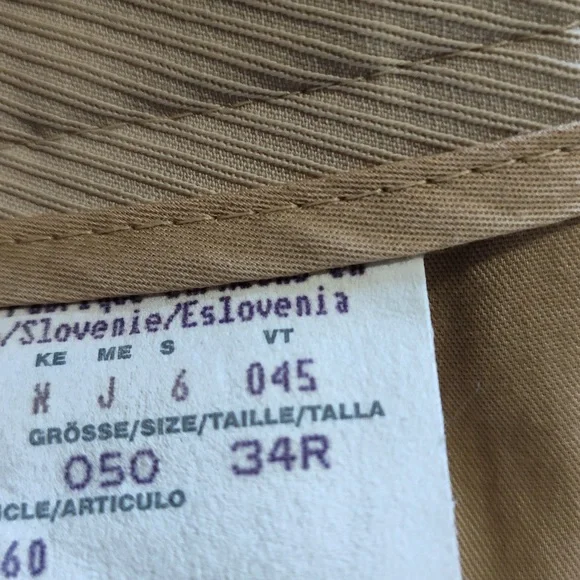 /Slovenie/Eslovenia
KE ME S VT
N J 6 045
GRÖSSE/SIZE/TAILLE/TALLA
050 34R
ICLE/ARTICULO
60